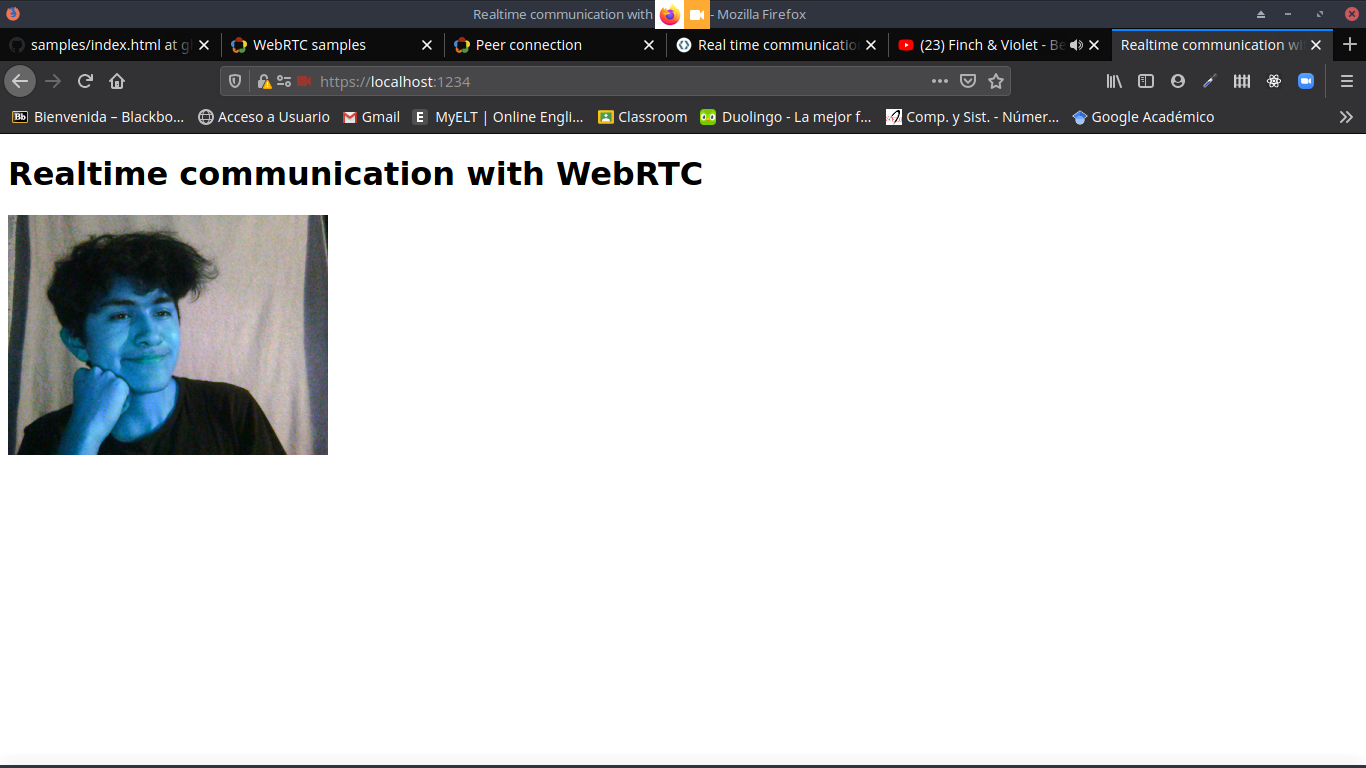 Realtime communication with - Mozilla Firefox
samples/index.html at g
WebRTC samples
Peer connection
Real time communicatio
(23) Finch & Violet - Be
Realtime communication wi
https://localhost:1234
Bb Bienvenida – Blackbo...
Acceso a Usuario
Gmail
E MyELT | Online Engli...
Classroom
Duolingo - La mejor f...
Comp. y Sist. - Númer...
Google Académico
Realtime communication with WebRTC